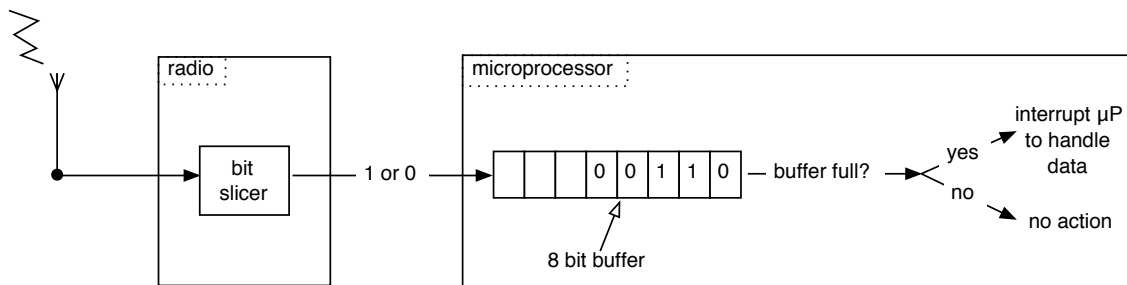 radio
microprocessor
bit
slicer
1 or 0
0 0 1 1 0
buffer full?
yes
no
interrupt µP
to handle
data
no action
8 bit buffer